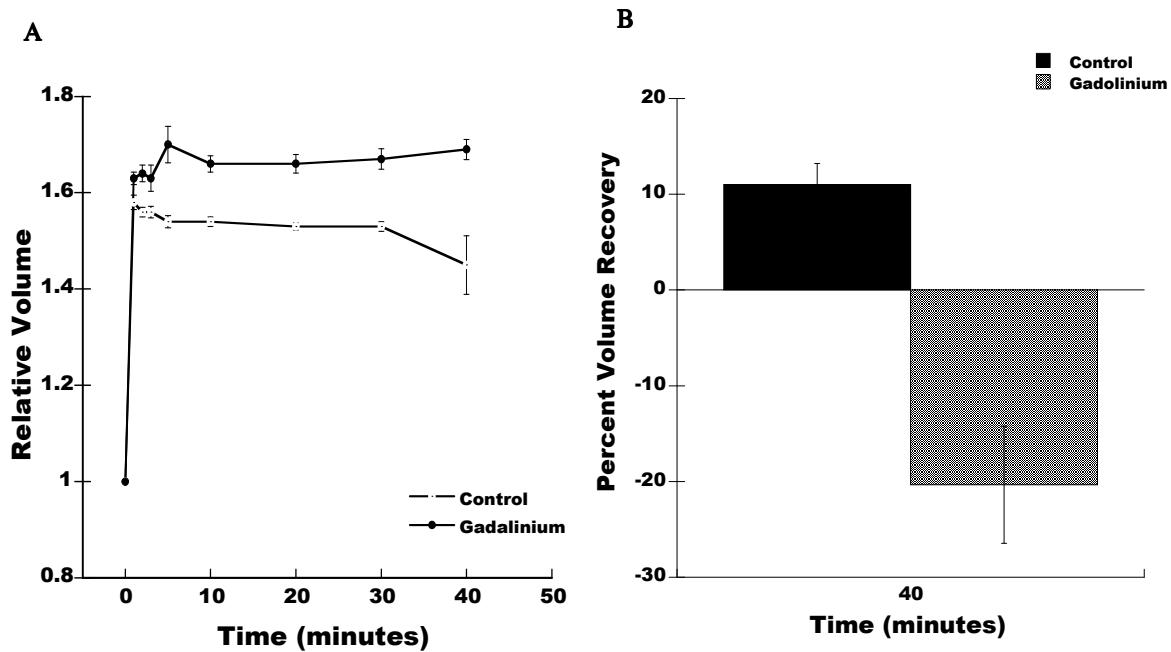 A
1.8
1.6
1.4
1.2
1
0.8
Relative Volume
0 10 20 30 40 50
Time (minutes)
Control
Gadalinium
B
Control
Gadolinium
20
10
0
-10
-20
-30
Percent Volume Recovery
40
Time (minutes)